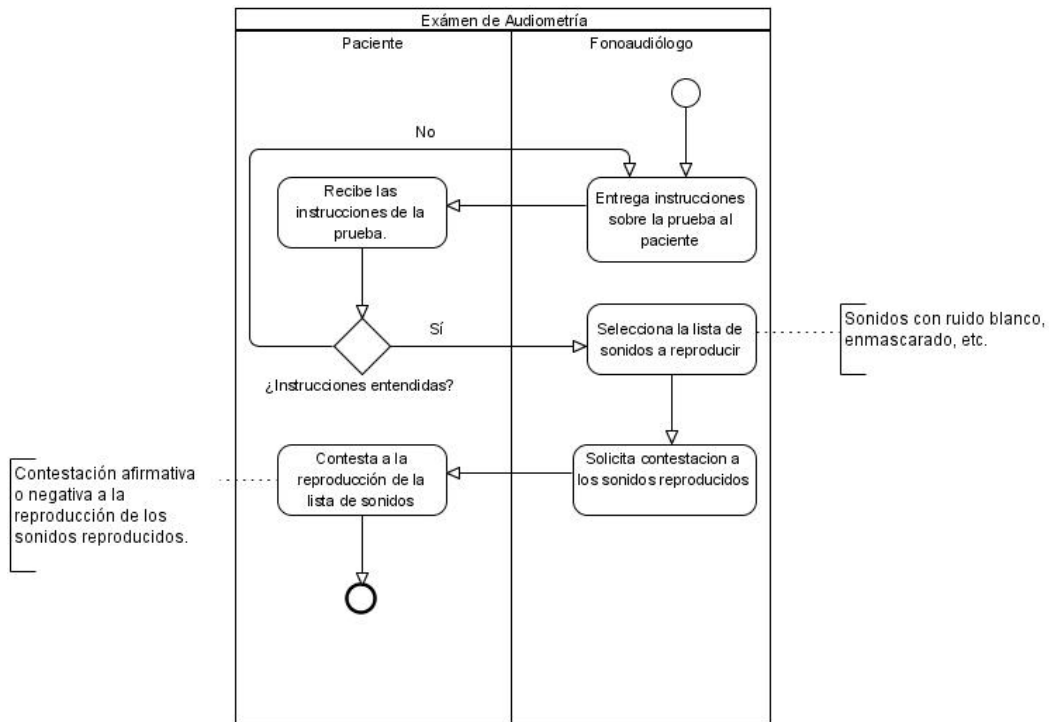 Exámen de Audiometría
Paciente
Fonoaudiólogo
No
Recibe las
instrucciones de la
prueba.
Entrega instrucciones
sobre la prueba al
paciente
Sí
¿Instrucciones entendidas?
Selecciona la lista de
sonidos a reproducir
Sonidos con ruido blanco,
enmascarado, etc.
Contestación afirmativa
o negativa a la
reproducción de los
sonidos reproducidos.
Contesta a la
reproducción de la
lista de sonidos
Solicita contestacion a
los sonidos reproducidos